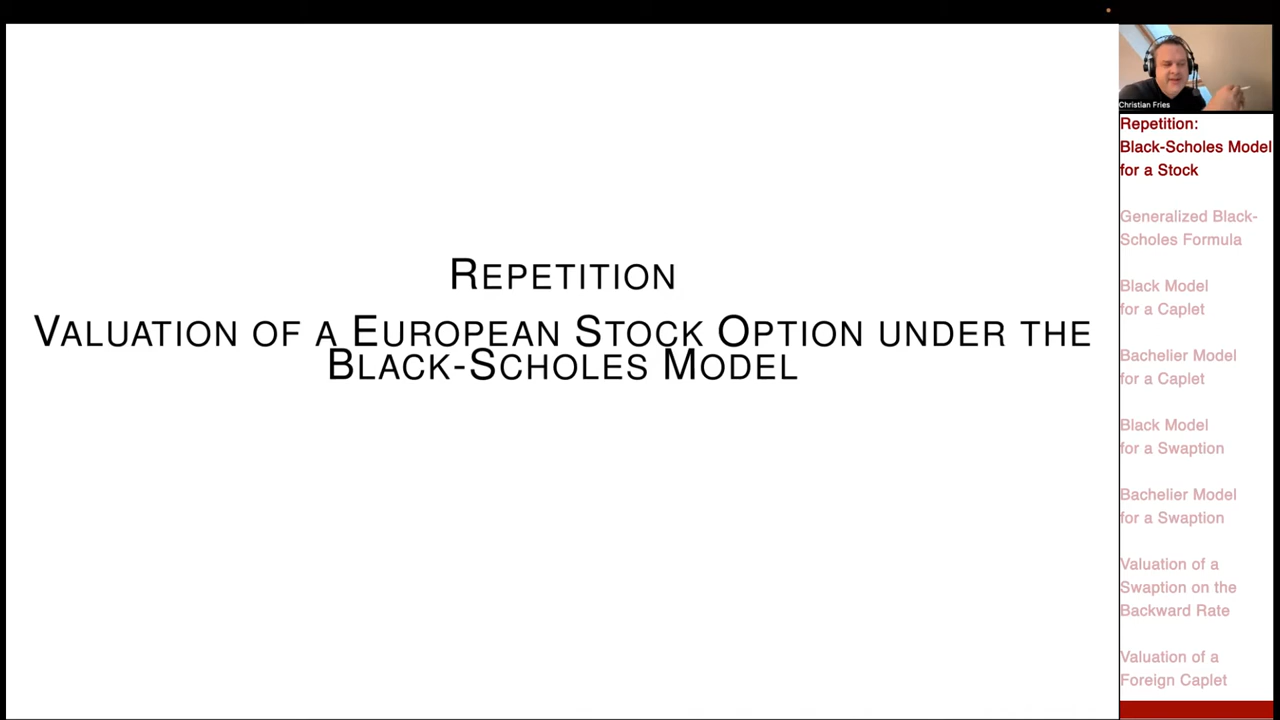 REPETITION
VALUATION OF A EUROPEAN STOCK OPTION UNDER THE
BLACK-SCHOLES MODEL
Christian Fries
Repetition:
Black-Scholes Model
for a Stock
Generalized Black-
Scholes Formula
Black Model
for a Caplet
Bachelier Model
for a Caplet
Black Model
for a Swaption
Bachelier Model
for a Swaption
Valuation of a
Swaption on the
Backward Rate
Valuation of a
Foreign Caplet